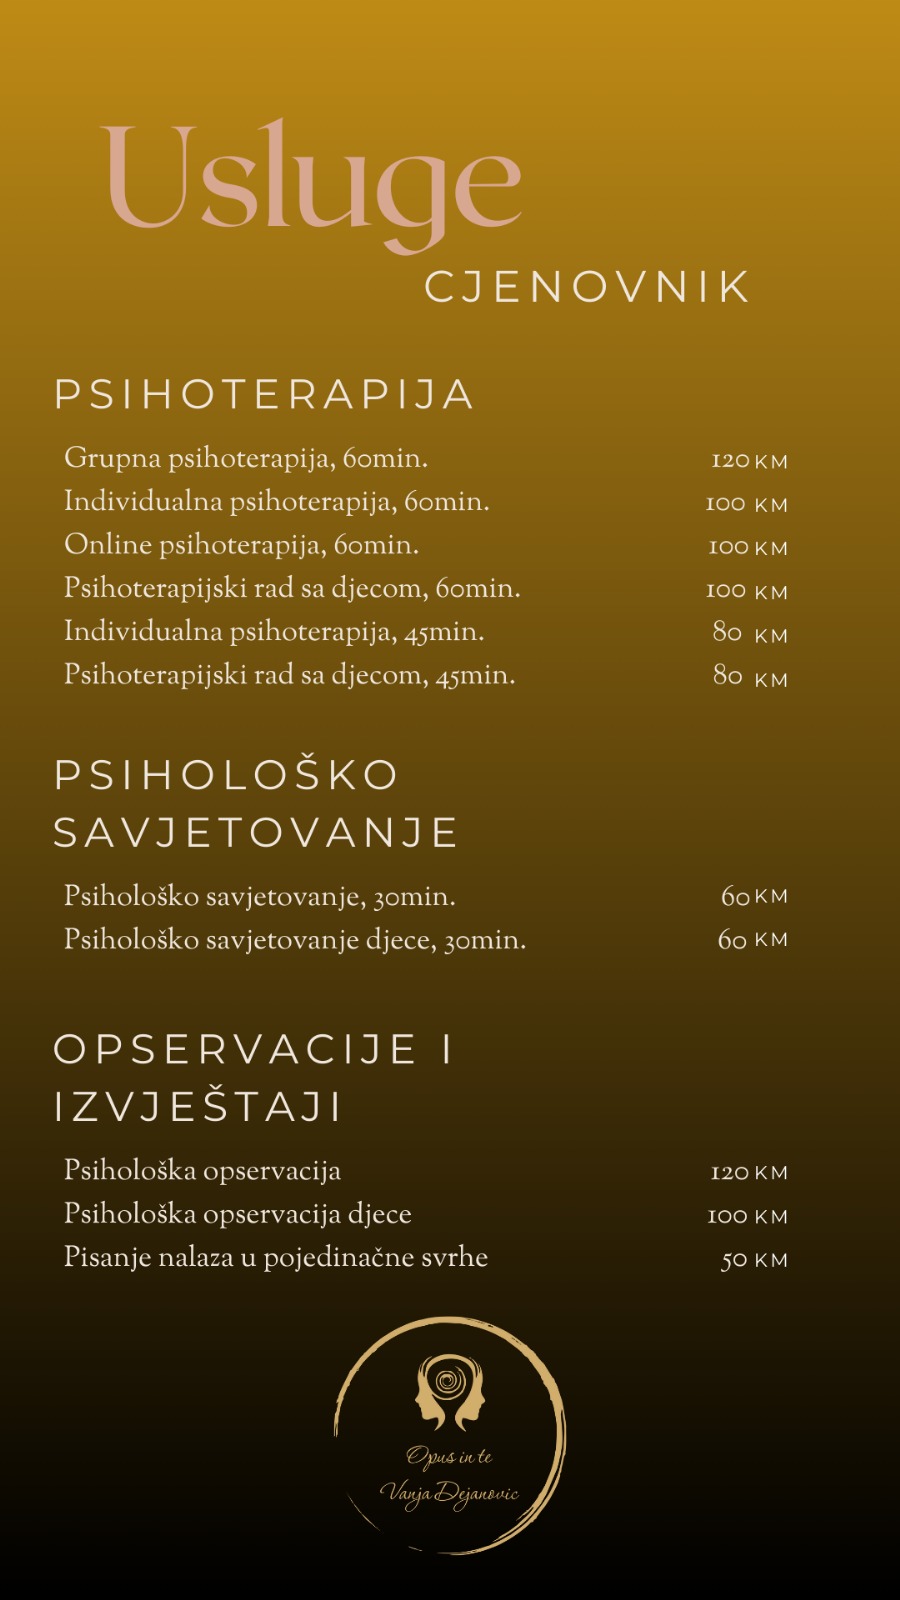 Usluge
CJENOVNIK
PSIHOTERAPIJA
Grupna psihoterapija, 60min. 120 KM
Individualna psihoterapija, 60min. 100 KM
Online psihoterapija, 60min. 100 KM
Psihoterapijski rad sa djecom, 60min. 100 KM
Individualna psihoterapija, 45min. 80 KM
Psihoterapijski rad sa djecom, 45min. 80 KM
PSIHOLOŠKO
SAVJETOVANJE
Psihološko savjetovanje, 30min. 60 KM
Psihološko savjetovanje djece, 30min. 60 KM
OPSERVACIJE I
IZVJEŠTAJI
Psihološka opservacija 120 KM
Psihološka opservacija djece 100 KM
Pisanje nalaza u pojedinačne svrhe 50 KM
Opus in te
Vanja Dejanovic